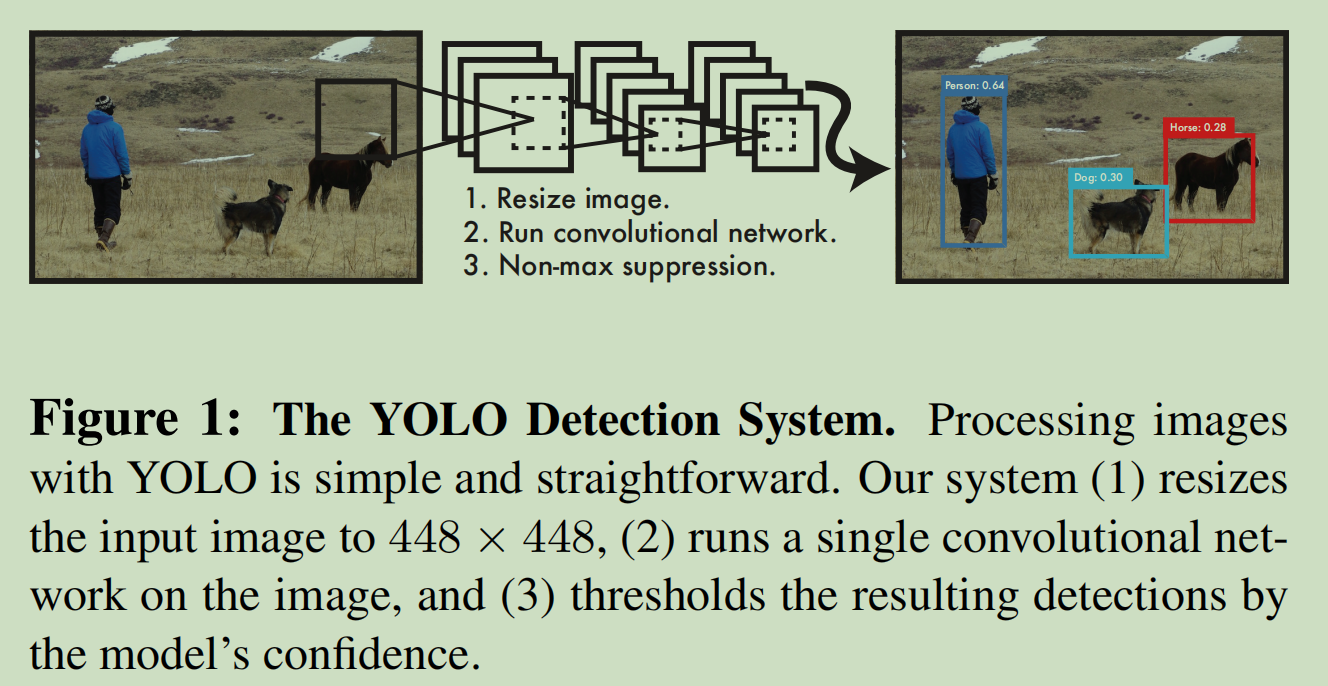 Person: 0.64
Horse: 0.28
Dog: 0.30
1. Resize image.
2. Run convolutional network.
3. Non-max suppression.
Figure 1: The YOLO Detection System. Processing images
with YOLO is simple and straightforward. Our system (1) resizes
the input image to 448 × 448, (2) runs a single convolutional net-
work on the image, and (3) thresholds the resulting detections by
the model’s confidence.